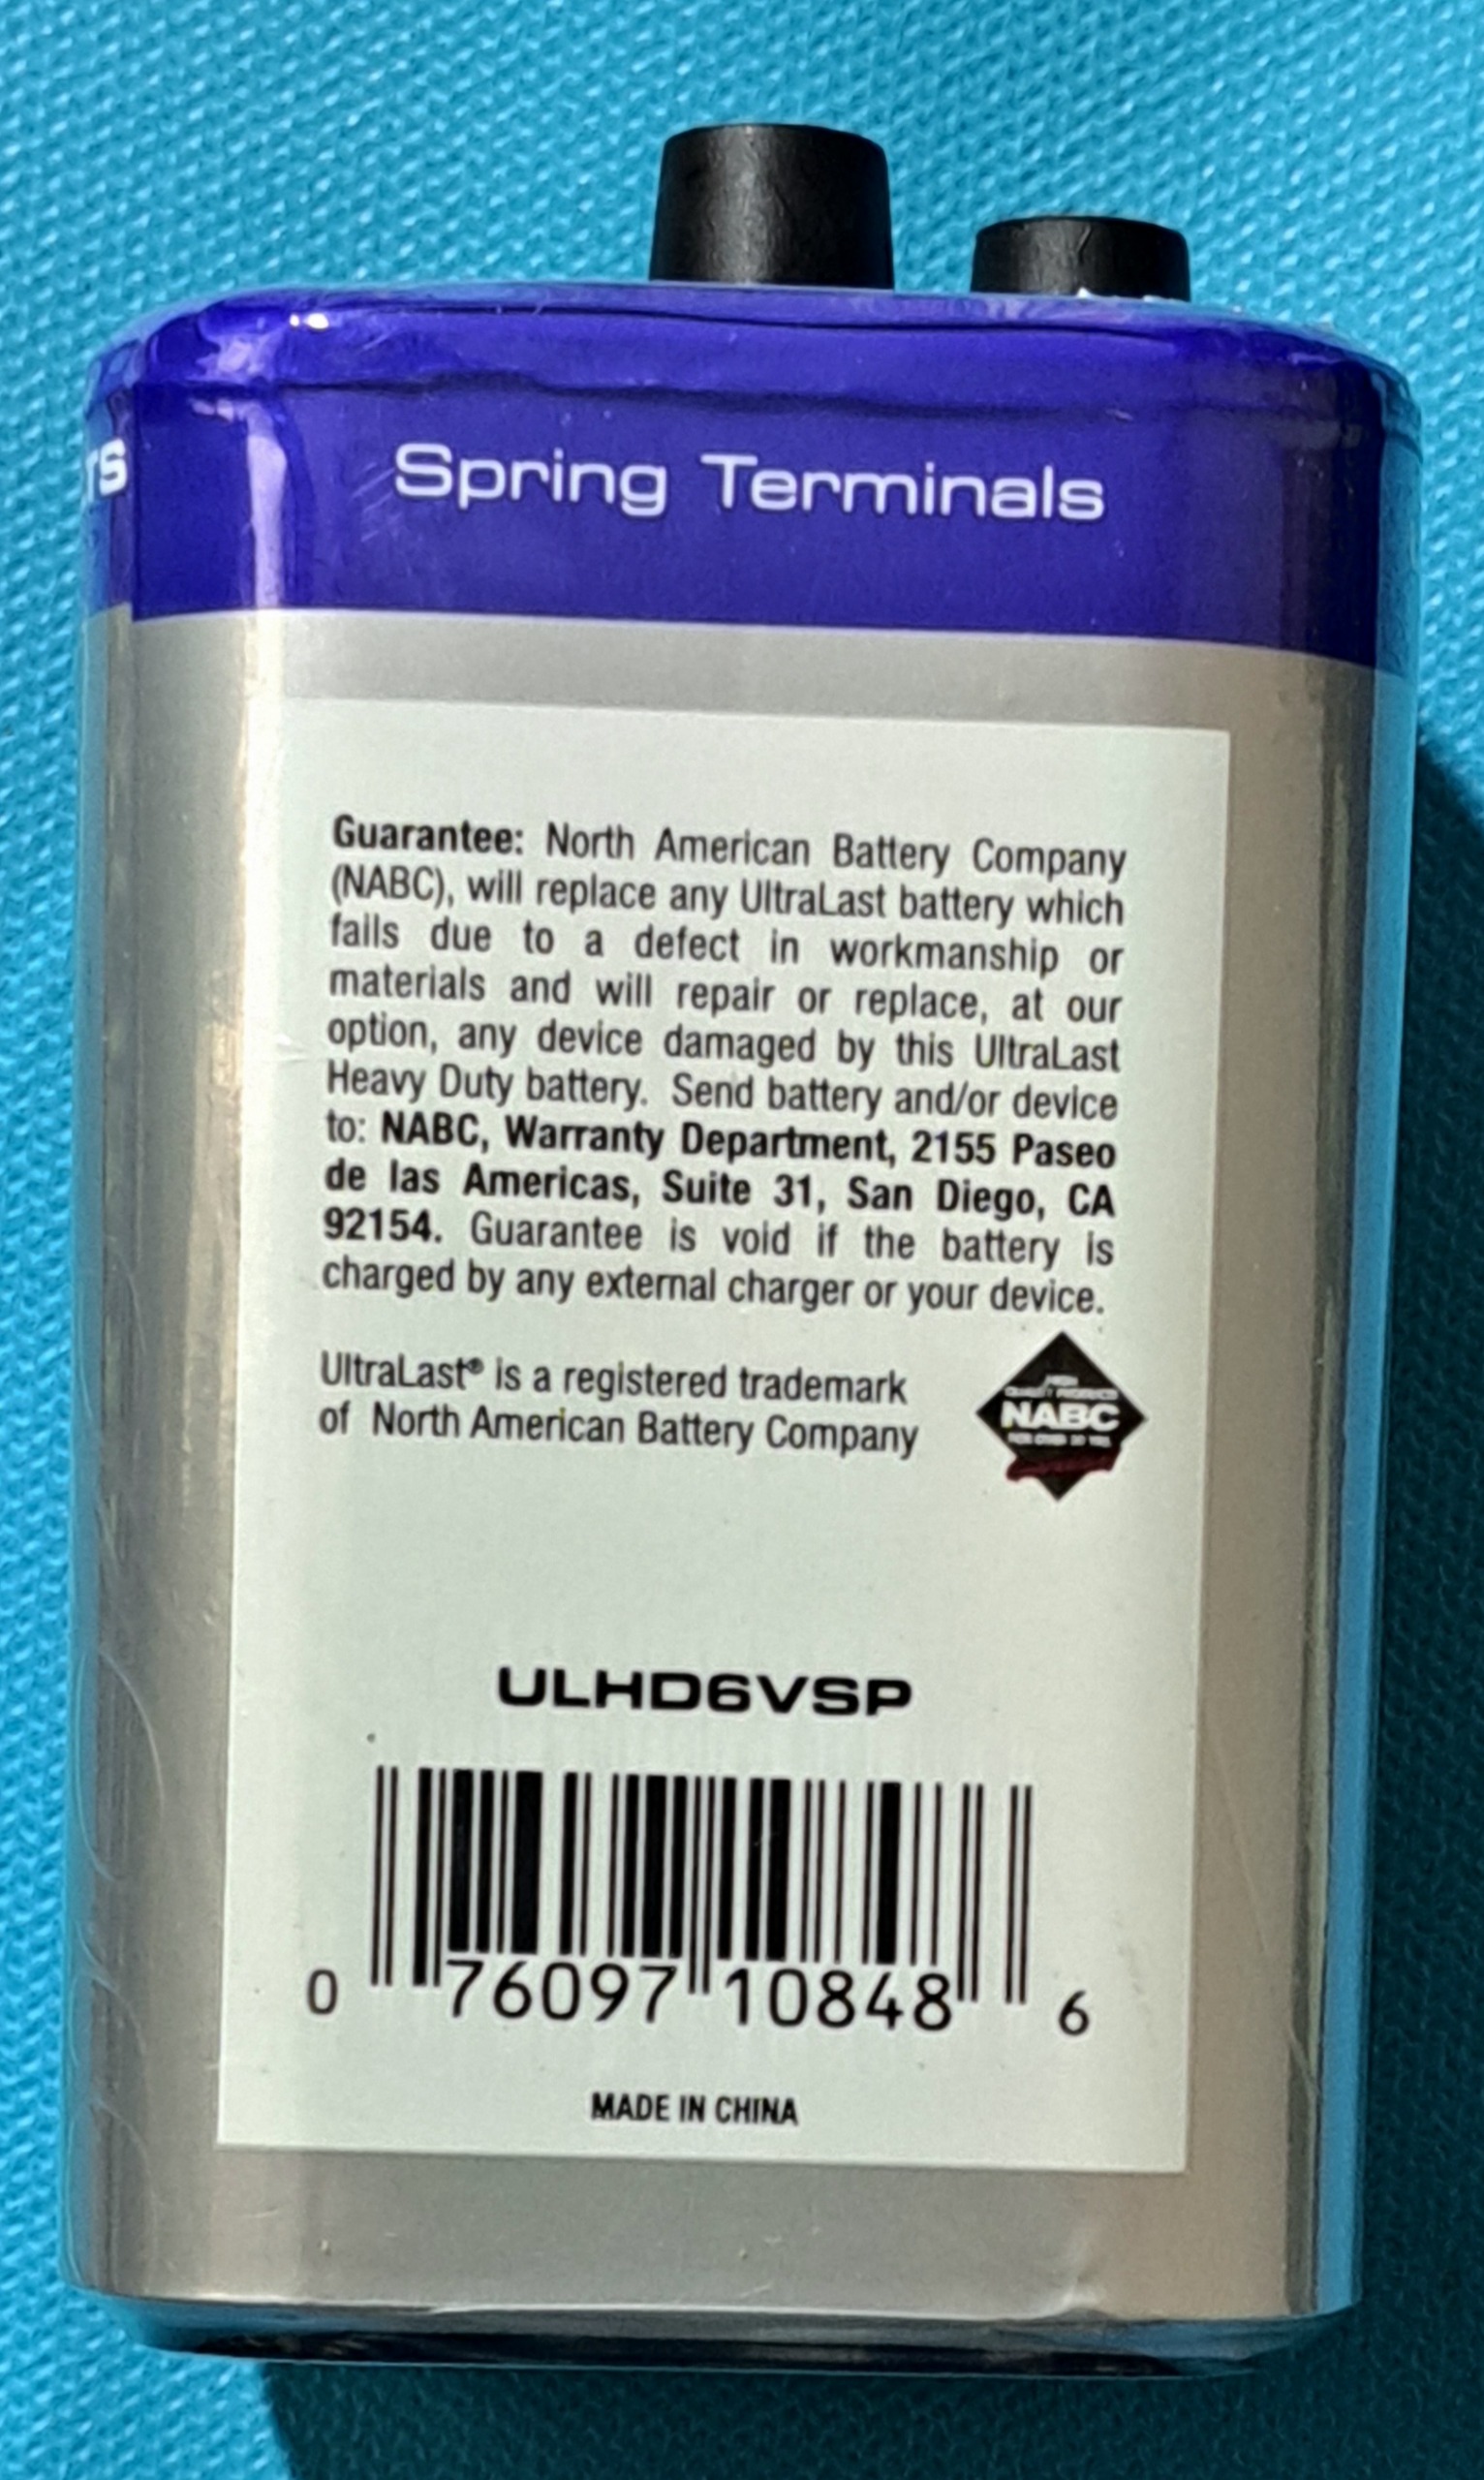 TS
Spring Terminals
Guarantee: North American Battery Company
(NABC), will replace any UltraLast battery which
fails due to a defect in workmanship or
materials and will repair or replace, at our
option, any device damaged by this UltraLast
Heavy Duty battery. Send battery and/or device
to: NABC, Warranty Department, 2155 Paseo
de las Americas, Suite 31, San Diego, CA
92154. Guarantee is void if the battery is
charged by any external charger or your device.
UltraLast® is a registered trademark
of North American Battery Company
NABC
ULHD6VSP
0 76097 10848 6
MADE IN CHINA